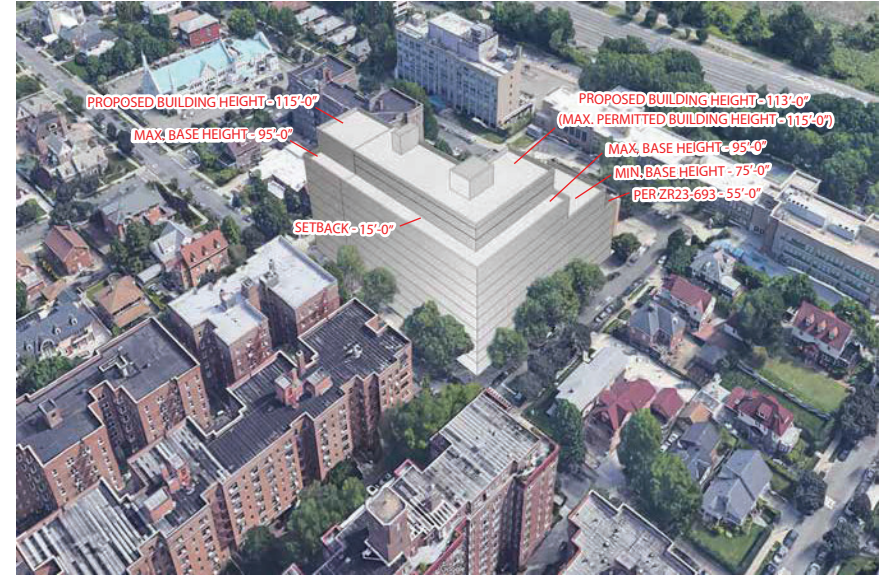 PROPOSED BUILDING HEIGHT - 115'-0"
MAX. BASE HEIGHT - 95'-0"
SETBACK - 15'-0"
PROPOSED BUILDING HEIGHT - 113'-0"
(MAX. PERMITTED BUILDING HEIGHT - 115'-0")
MAX. BASE HEIGHT - 95'-0"
MIN. BASE HEIGHT - 75'-0"
PER ZR23-693 - 55'-0"